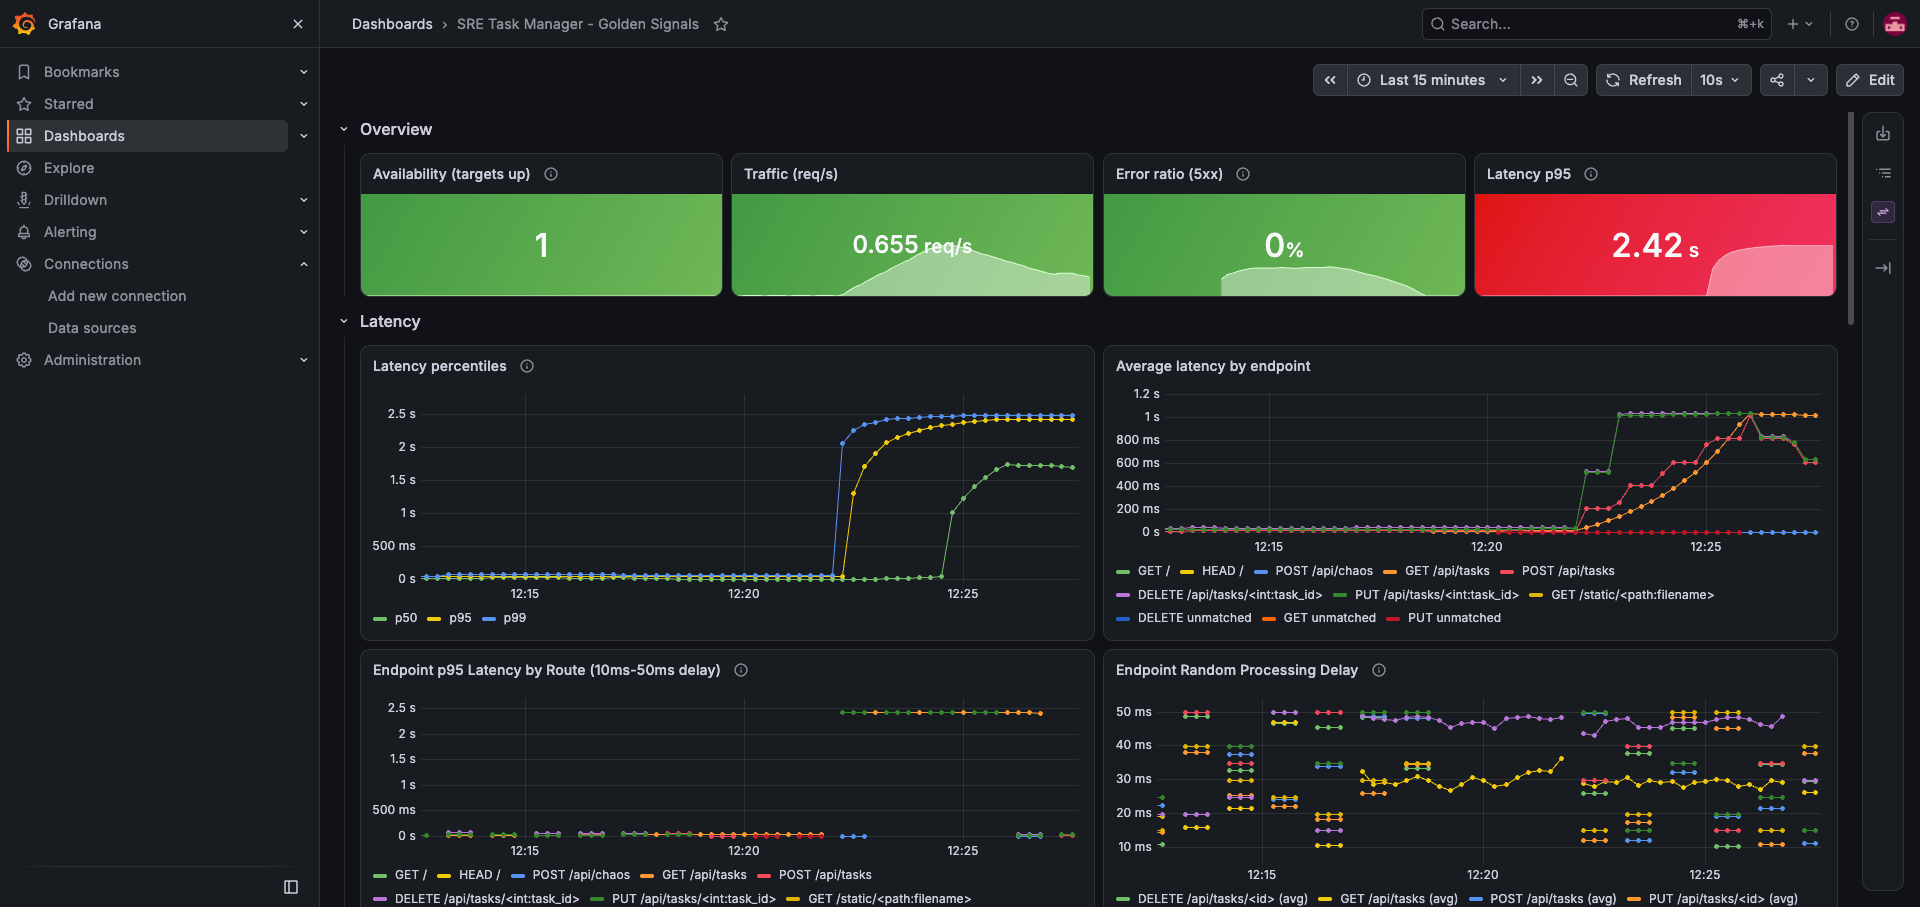 Grafana
Dashboards › SRE Task Manager - Golden Signals
Search...
⌘+k
Bookmarks
Starred
Dashboards
Explore
Drilldown
Alerting
Connections
Add new connection
Data sources
Administration
Last 15 minutes
Refresh
10s
Edit
Overview
Availability (targets up)
1
Traffic (req/s)
0.655 req/s
Error ratio (5xx)
0%
Latency p95
2.42 s
Latency
Latency percentiles
2.5 s
2 s
1.5 s
1 s
500 ms
0 s
12:15 12:20 12:25
p50 p95 p99
Average latency by endpoint
1.2 s
1 s
800 ms
600 ms
400 ms
200 ms
0 s
12:15 12:20 12:25
GET / HEAD / POST /api/chaos GET /api/tasks POST /api/tasks
DELETE /api/tasks/<int:task_id> PUT /api/tasks/<int:task_id> GET /static/<path:filename>
DELETE unmatched GET unmatched PUT unmatched
Endpoint p95 Latency by Route (10ms-50ms delay)
2.5 s
2 s
1.5 s
1 s
500 ms
0 s
12:15 12:20 12:25
GET / HEAD / POST /api/chaos GET /api/tasks POST /api/tasks
DELETE /api/tasks/<int:task_id> PUT /api/tasks/<int:task_id> GET /static/<path:filename>
Endpoint Random Processing Delay
50 ms
40 ms
30 ms
20 ms
10 ms
12:15 12:20 12:25
DELETE /api/tasks/<id> (avg) GET /api/tasks (avg) POST /api/tasks (avg) PUT /api/tasks/<id> (avg)